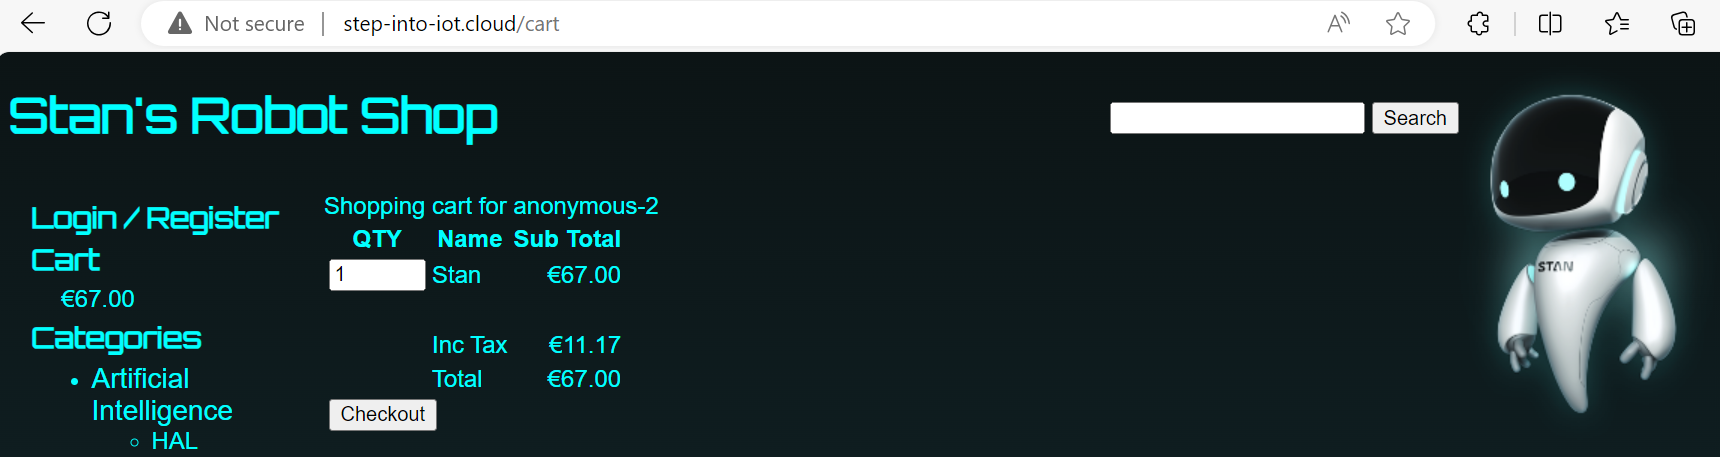 Not secure step-into-iot.cloud/cart
Stan's Robot Shop
Search
Login / Register
Cart
€67.00
Categories
Artificial
Intelligence
HAL
Shopping cart for anonymous-2
QTY Name Sub Total
1 Stan €67.00
Inc Tax €11.17
Total €67.00
Checkout
STAN